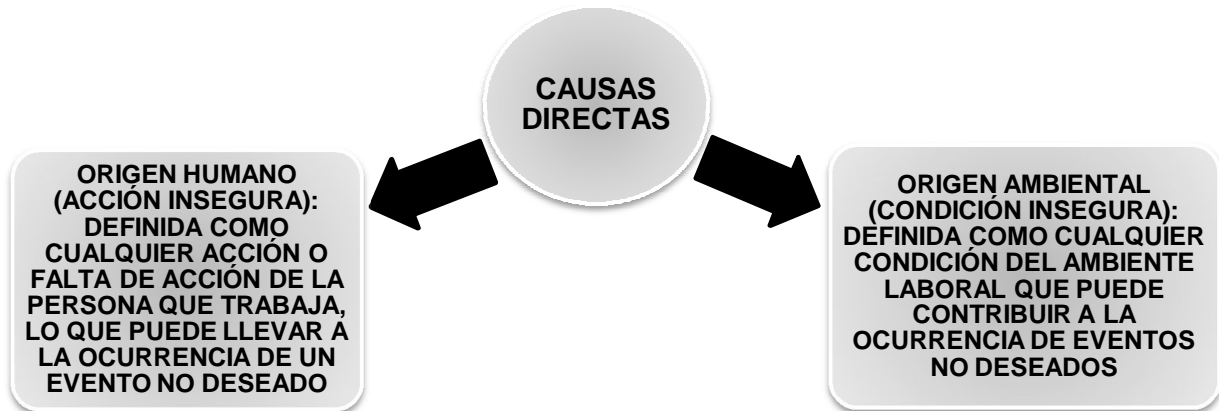 CAUSAS
DIRECTAS
ORIGEN HUMANO
(ACCIÓN INSEGURA):
DEFINIDA COMO
CUALQUIER ACCIÓN O
FALTA DE ACCIÓN DE LA
PERSONA QUE TRABAJA,
LO QUE PUEDE LLEVAR A
LA OCURRENCIA DE UN
EVENTO NO DESEADO
ORIGEN AMBIENTAL
(CONDICIÓN INSEGURA):
DEFINIDA COMO CUALQUIER
CONDICIÓN DEL AMBIENTE
LABORAL QUE PUEDE
CONTRIBUIR A LA
OCURRENCIA DE EVENTOS
NO DESEADOS